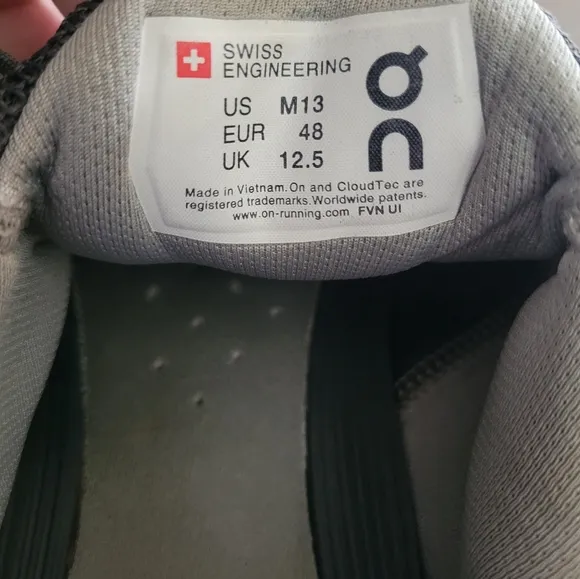 SWISS
ENGINEERING
On
US M13
EUR 48
UK 12.5
Made in Vietnam.On and CloudTec are
registered trademarks.Worldwide patents.
www.on-running.com FVN UI